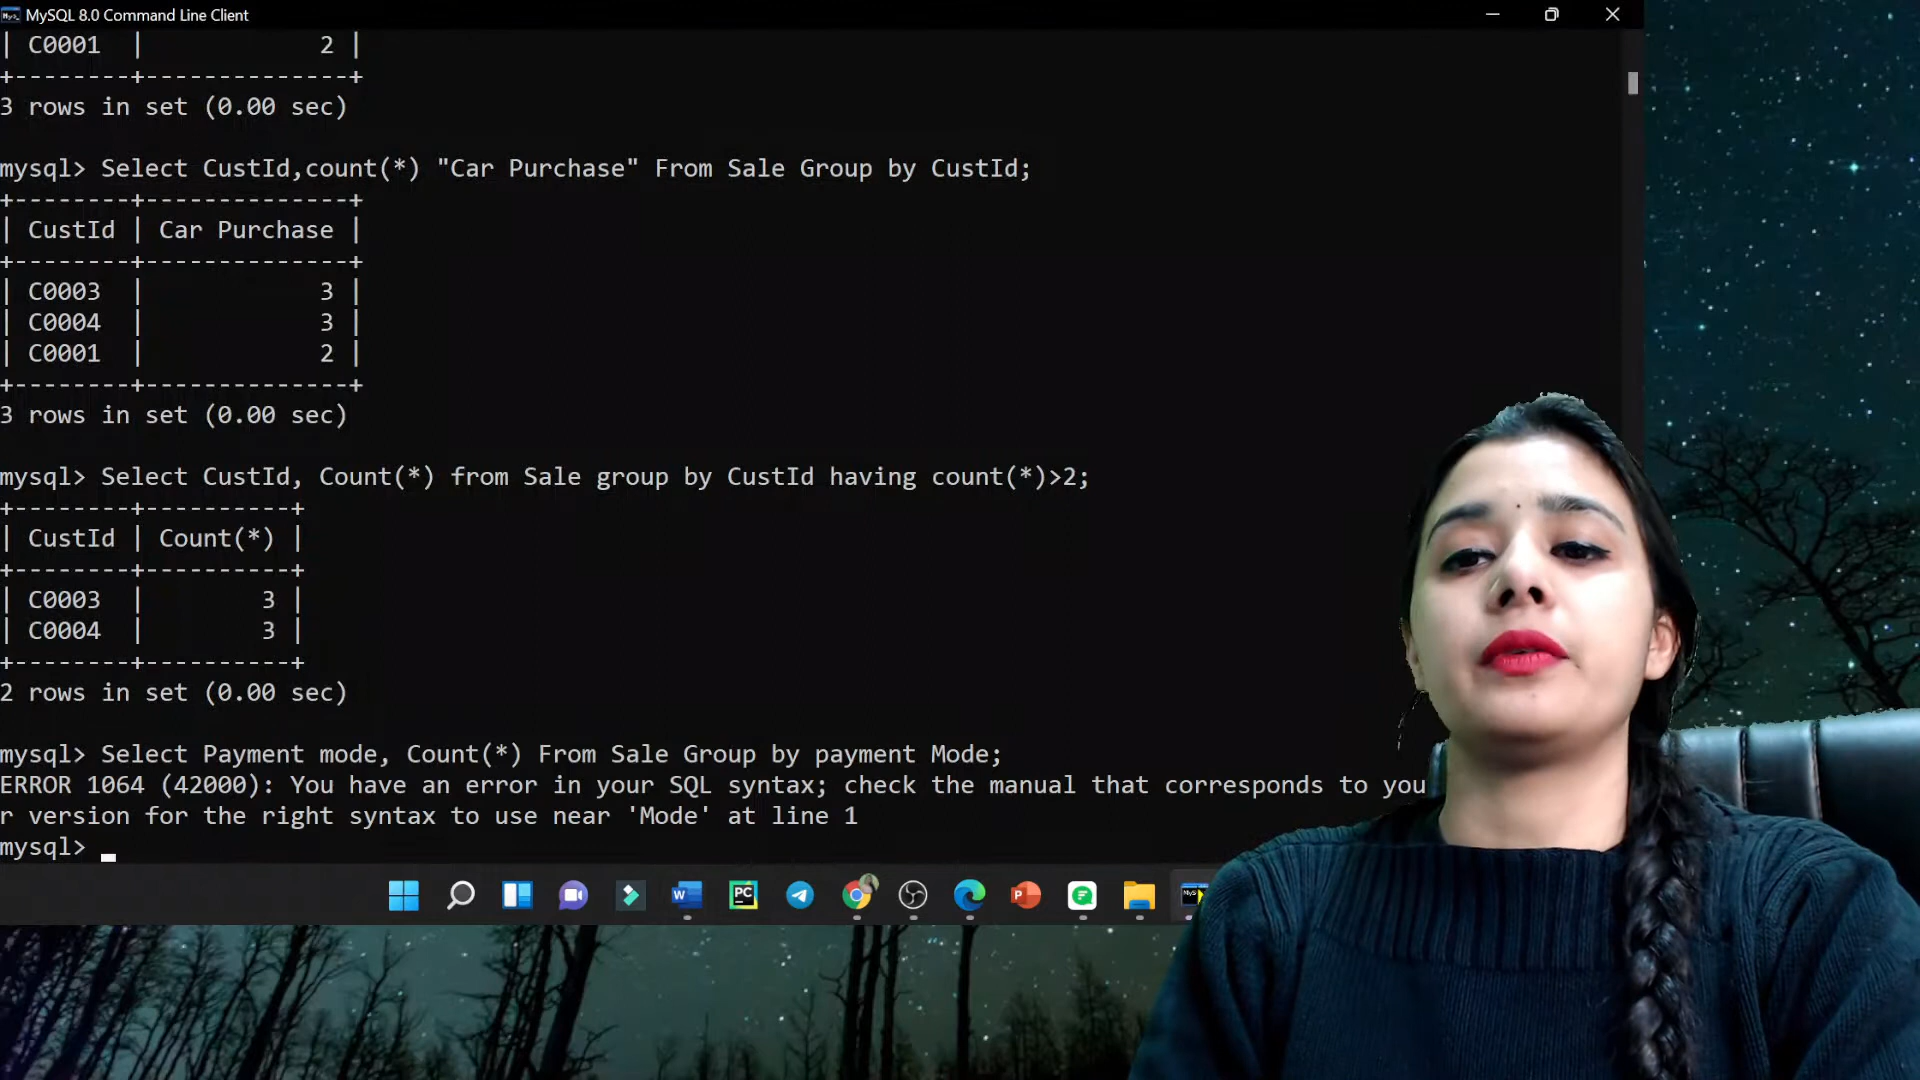 MySQL 8.0 Command Line Client
| C0001  |            2 |
+--------+--------------+
3 rows in set (0.00 sec)
mysql> Select CustId,count(*) "Car Purchase" From Sale Group by CustId;
+--------+--------------+
| CustId | Car Purchase |
+--------+--------------+
| C0003  |            3 |
| C0004  |            3 |
| C0001  |            2 |
+--------+--------------+
3 rows in set (0.00 sec)
mysql> Select CustId, Count(*) from Sale group by CustId having count(*)>2;
+--------+----------+
| CustId | Count(*) |
+--------+----------+
| C0003  |        3 |
| C0004  |        3 |
+--------+----------+
2 rows in set (0.00 sec)
mysql> Select Payment mode, Count(*) From Sale Group by payment Mode;
ERROR 1064 (42000): You have an error in your SQL syntax; check the manual that corresponds to you
r version for the right syntax to use near 'Mode' at line 1
mysql> _
W PC P MyS